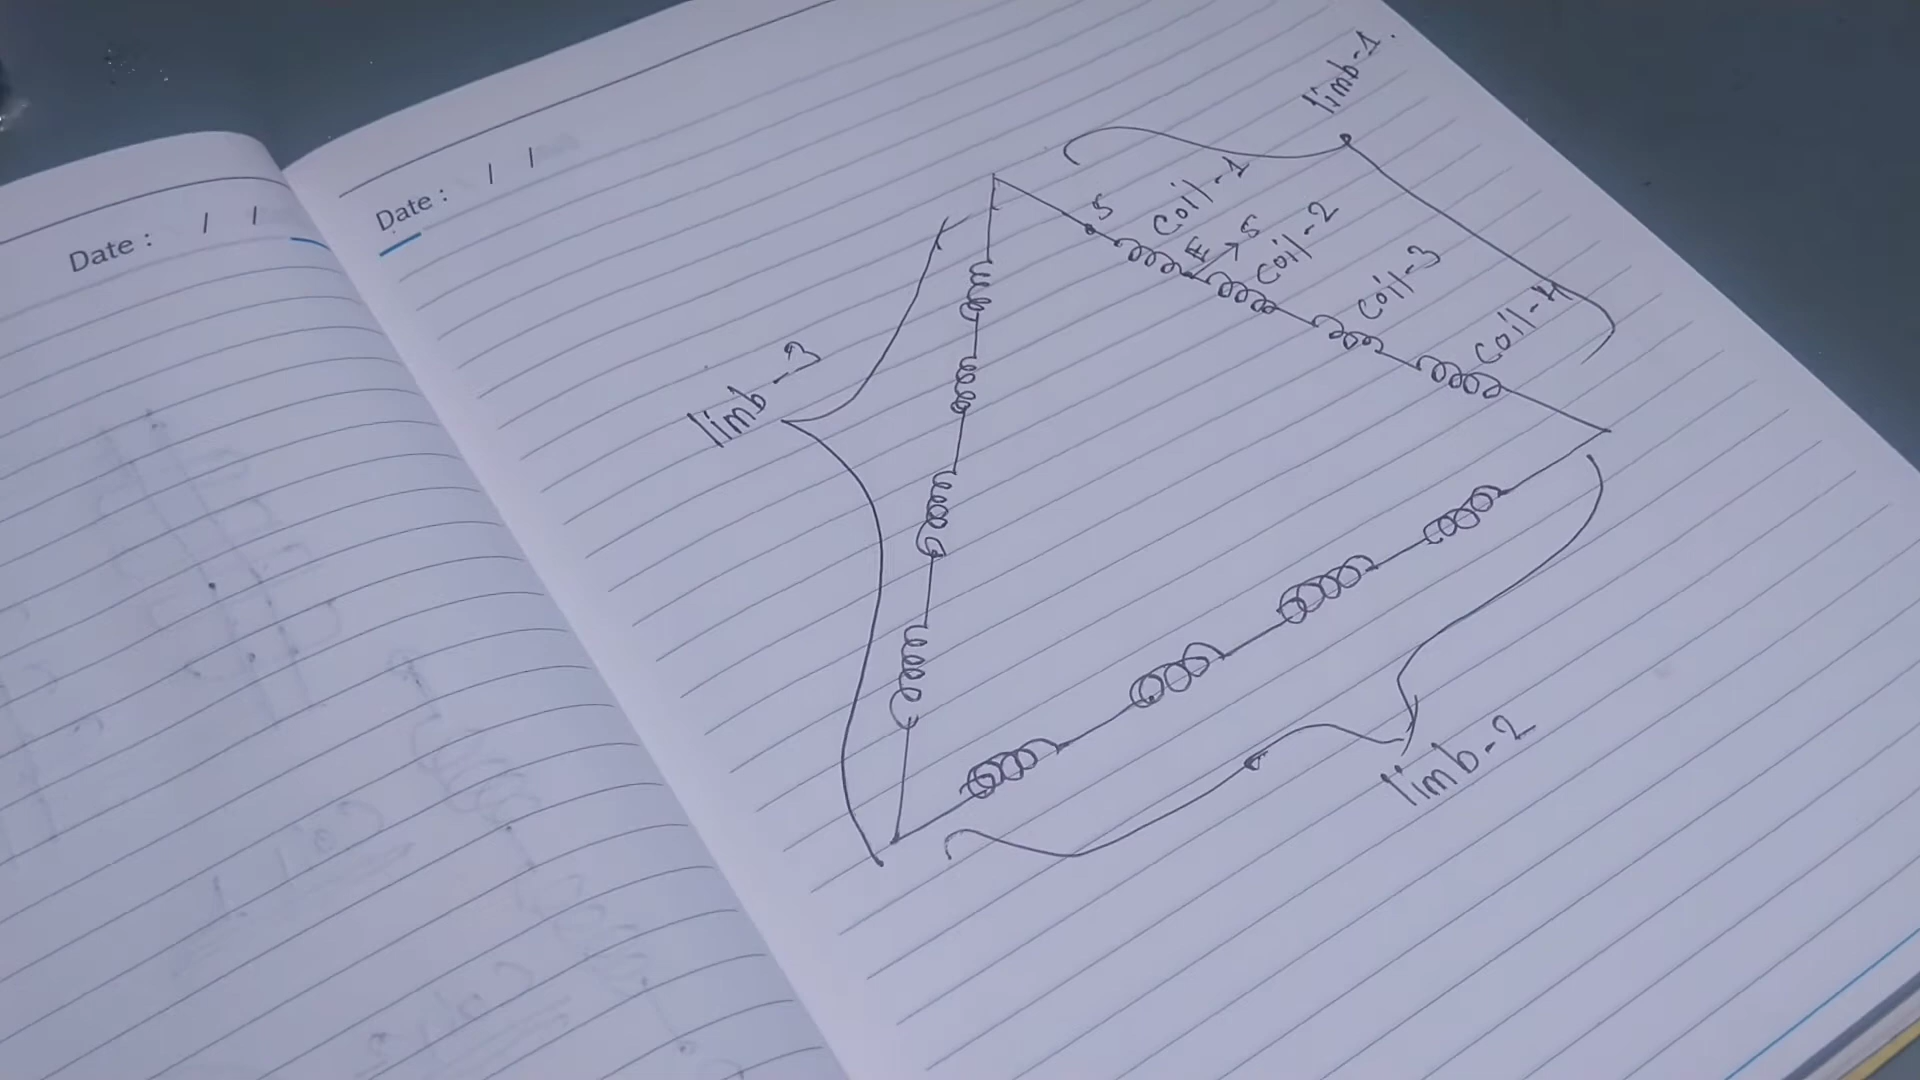 Date : / /
Date : / /
limb-1.
S
Coil-1
E → S
Coil-2
Coil-3
Coil-4
limb-3
limb-2